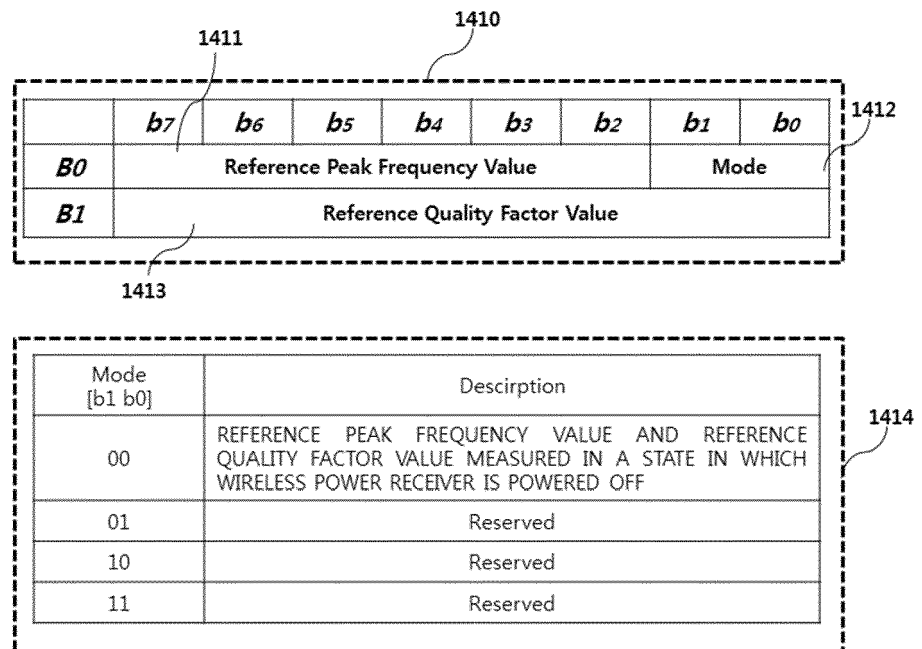 1410
1411
b7 b6 b5 b4 b3 b2 b1 b0
1412
B0 Reference Peak Frequency Value Mode
B1 Reference Quality Factor Value
1413
Mode
[b1 b0]
Descirption
1414
00
REFERENCE PEAK FREQUENCY VALUE AND REFERENCE
QUALITY FACTOR VALUE MEASURED IN A STATE IN WHICH
WIRELESS POWER RECEIVER IS POWERED OFF
01 Reserved
10 Reserved
11 Reserved